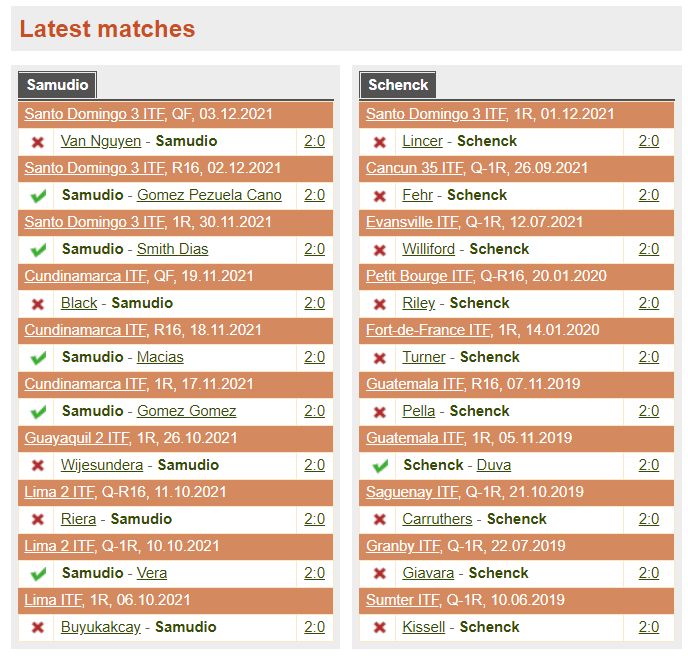 Latest matches
Samudio
Santo Domingo 3 ITF, QF, 03.12.2021
Van Nguyen - Samudio 2:0
Santo Domingo 3 ITF, R16, 02.12.2021
Samudio - Gomez Pezuela Cano 2:0
Santo Domingo 3 ITF, 1R, 30.11.2021
Samudio - Smith Dias 2:0
Cundinamarca ITF, QF, 19.11.2021
Black - Samudio 2:0
Cundinamarca ITF, R16, 18.11.2021
Samudio - Macias 2:0
Cundinamarca ITF, 1R, 17.11.2021
Samudio - Gomez Gomez 2:0
Guayaquil 2 ITF, 1R, 26.10.2021
Wijesundera - Samudio 2:0
Lima 2 ITF, Q-R16, 11.10.2021
Riera - Samudio 2:0
Lima 2 ITF, Q-1R, 10.10.2021
Samudio - Vera 2:0
Lima ITF, 1R, 06.10.2021
Buyukakcay - Samudio 2:0
Schenck
Santo Domingo 3 ITF, 1R, 01.12.2021
Lincer - Schenck 2:0
Cancun 35 ITF, Q-1R, 26.09.2021
Fehr - Schenck 2:0
Evansville ITF, Q-1R, 12.07.2021
Williford - Schenck 2:0
Petit Bourge ITF, Q-R16, 20.01.2020
Riley - Schenck 2:0
Fort-de-France ITF, 1R, 14.01.2020
Turner - Schenck 2:0
Guatemala ITF, R16, 07.11.2019
Pella - Schenck 2:0
Guatemala ITF, 1R, 05.11.2019
Schenck - Duva 2:0
Saguenay ITF, Q-1R, 21.10.2019
Carruthers - Schenck 2:0
Granby ITF, Q-1R, 22.07.2019
Giavara - Schenck 2:0
Sumter ITF, Q-1R, 10.06.2019
Kissell - Schenck 2:0